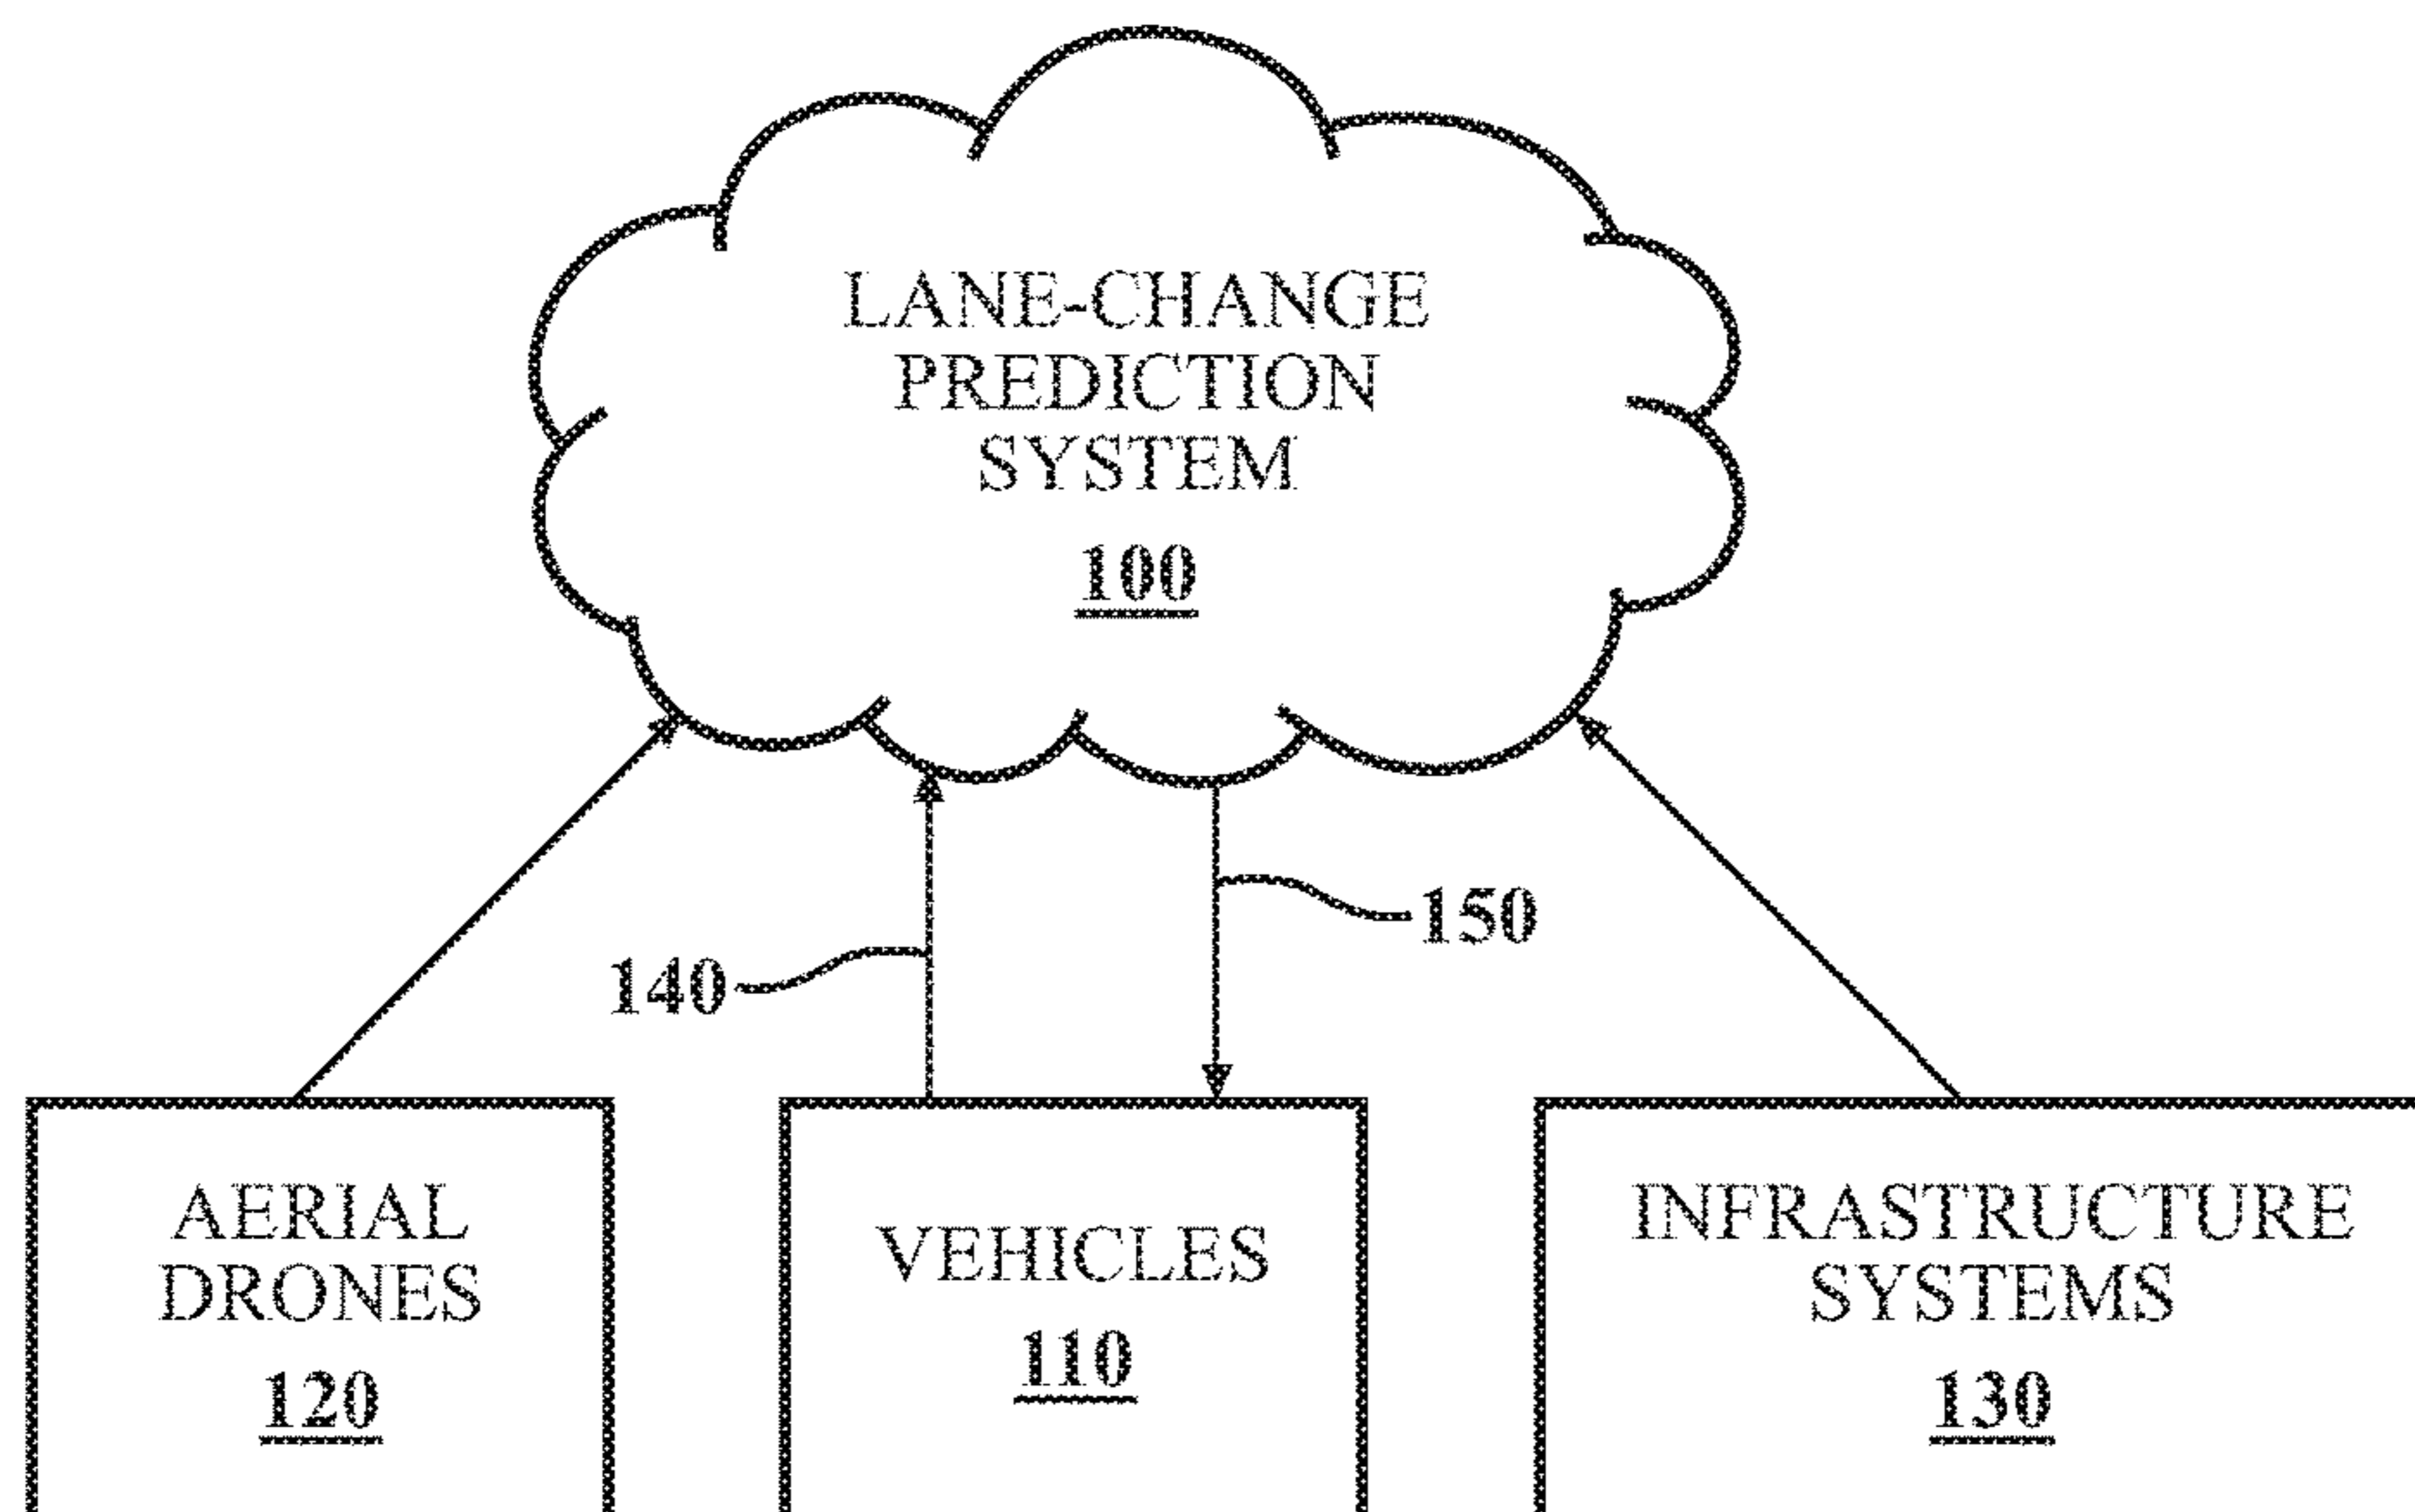 LANE-CHANGE
PREDICTION
SYSTEM
100
150
140
AERIAL
DRONES
120
VEHICLES
110
INFRASTRUCTURE
SYSTEMS
130